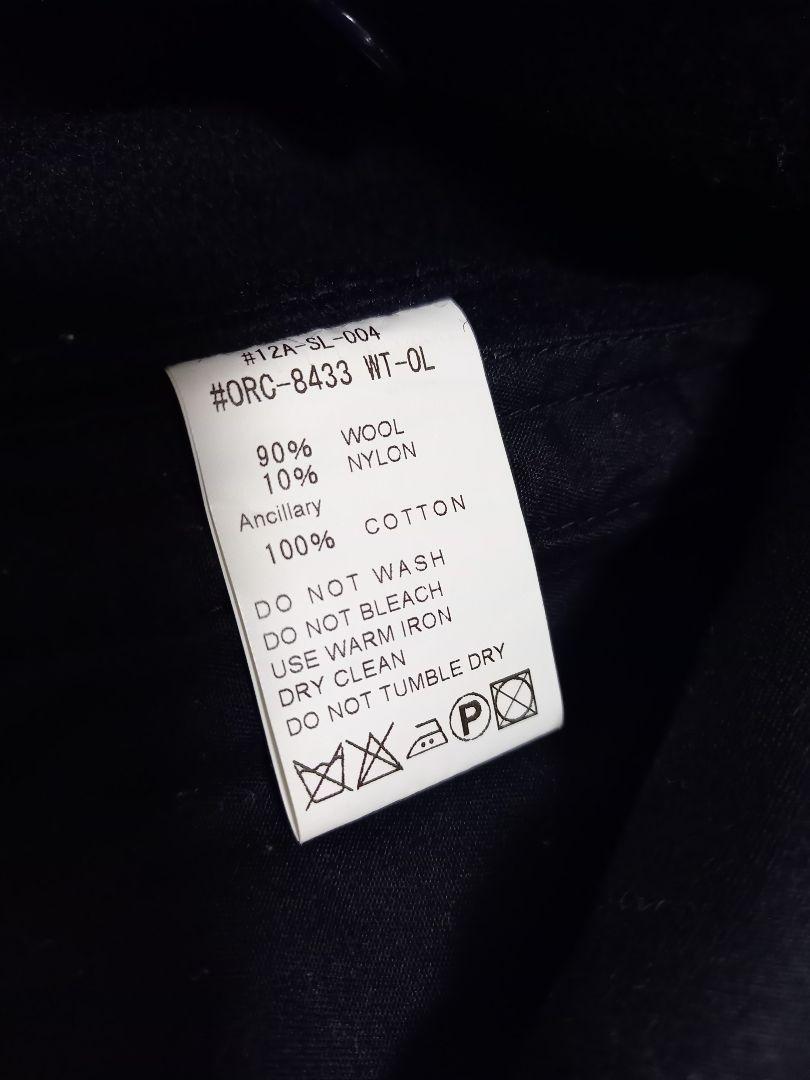 #12A-SL-004
#ORC-8433 WT-OL
90% WOOL
10% NYLON
Ancillary
100% COTTON
DO NOT WASH
DO NOT BLEACH
USE WARM IRON
DRY CLEAN
DO NOT TUMBLE DRY
P